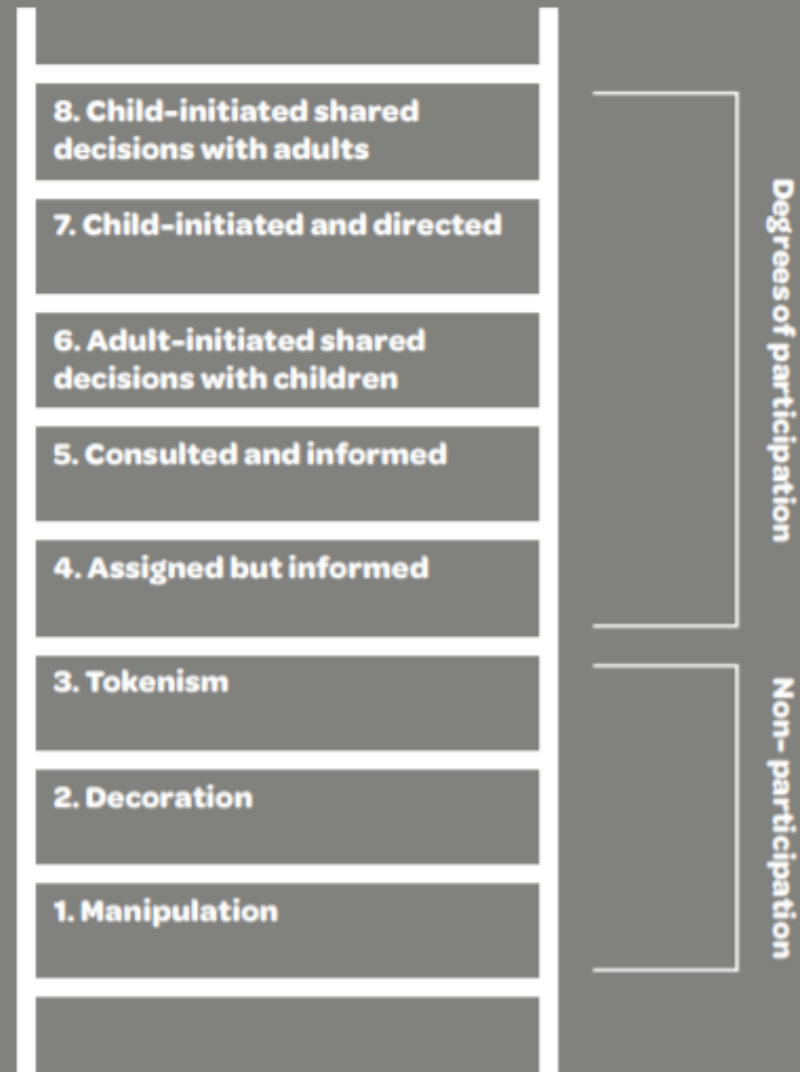 8. Child-initiated shared
decisions with adults
7. Child-initiated and directed
6. Adult-initiated shared
decisions with children
5. Consulted and informed
4. Assigned but informed
3. Tokenism
2. Decoration
1. Manipulation
Degrees of participation
Non- participation